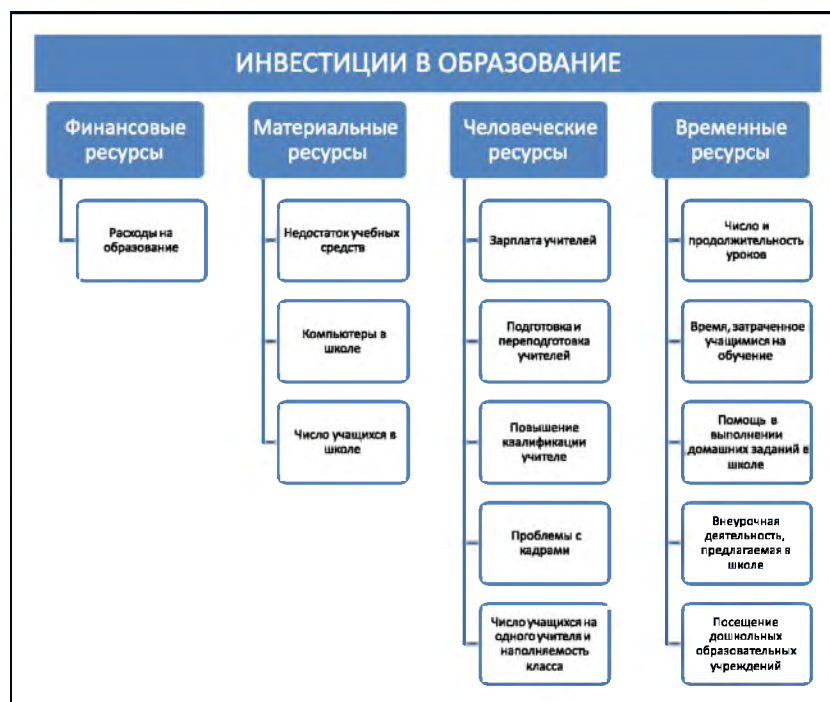 ИНВЕСТИЦИИ В ОБРАЗОВАНИЕ
Финансовые
ресурсы
Расходы на
образование
Материальные
ресурсы
Недостаток учебных
средств
Компьютеры в
школе
Число учащихся в
школе
Человеческие
ресурсы
Зарплата учителей
Подготовка и
переподготовка
учителей
Повышение
квалификации
учителе
Проблемы с
кадрами
Число учащихся на
одного учителя и
наполняемость
класса
Временные
ресурсы
Число и
продолжительность
уроков
Время, затраченное
учащимися на
обучение
Помощь в
выполнении
домашних заданий в
школе
Внеурочная
деятельность,
предлагаемая в
школе
Посещение
дошкольных
образовательных
учреждений